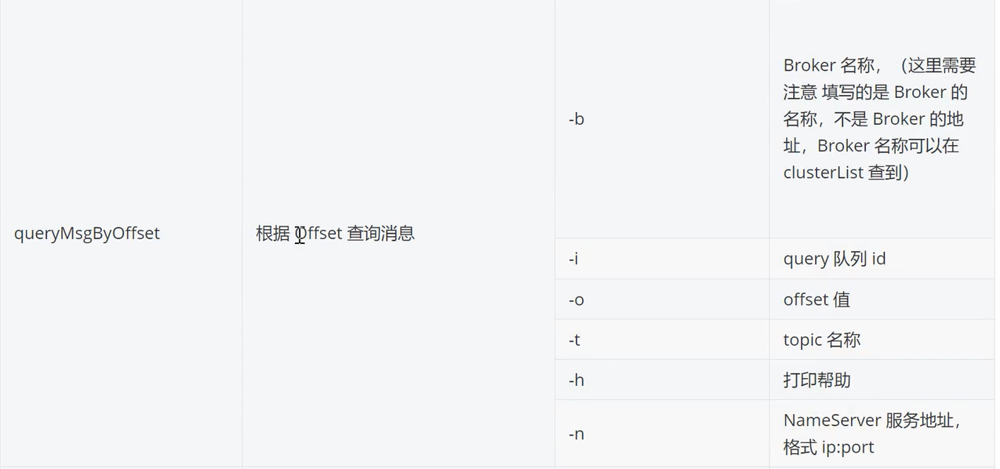 queryMsgByOffset
根据 Offset 查询消息
-b
Broker 名称，（这里需要
注意 填写的是 Broker 的
名称，不是 Broker 的地
址，Broker 名称可以在
clusterList 查到）
-i
query 队列 id
-o
offset 值
-t
topic 名称
-h
打印帮助
-n
NameServer 服务地址，
格式 ip:port